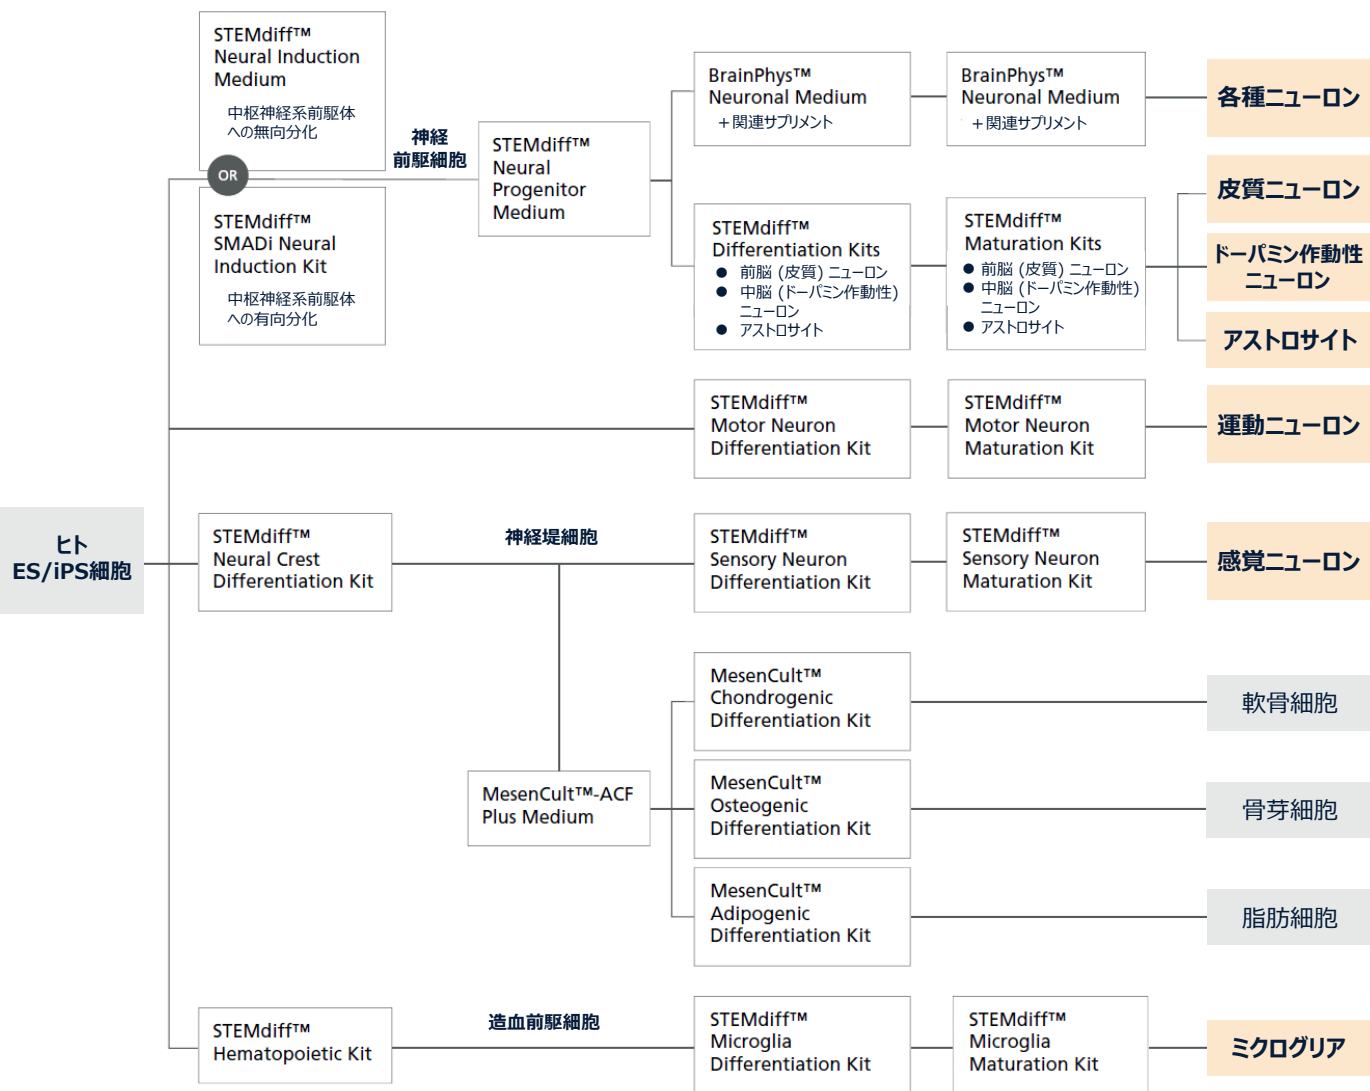 STEMdiff™
Neural Induction
Medium
中枢神経系前駆体
への無向分化
OR
STEMdiff™
SMADi Neural
Induction Kit
中枢神経系前駆体
への有向分化
神経
前駆細胞
STEMdiff™
Neural
Progenitor
Medium
BrainPhys™
Neuronal Medium
＋関連サプリメント
BrainPhys™
Neuronal Medium
＋関連サプリメント
各種ニューロン
STEMdiff™
Differentiation Kits
● 前脳 (皮質) ニューロン
● 中脳 (ドーパミン作動性)
ニューロン
● アストロサイト
STEMdiff™
Maturation Kits
● 前脳 (皮質) ニューロン
● 中脳 (ドーパミン作動性)
ニューロン
● アストロサイト
皮質ニューロン
ドーパミン作動性
ニューロン
アストロサイト
STEMdiff™
Motor Neuron
Differentiation Kit
STEMdiff™
Motor Neuron
Maturation Kit
運動ニューロン
ヒト
ES/iPS細胞
STEMdiff™
Neural Crest
Differentiation Kit
神経堤細胞
STEMdiff™
Sensory Neuron
Differentiation Kit
STEMdiff™
Sensory Neuron
Maturation Kit
感覚ニューロン
MesenCult™-ACF
Plus Medium
MesenCult™
Chondrogenic
Differentiation Kit
軟骨細胞
MesenCult™
Osteogenic
Differentiation Kit
骨芽細胞
MesenCult™
Adipogenic
Differentiation Kit
脂肪細胞
STEMdiff™
Hematopoietic Kit
造血前駆細胞
STEMdiff™
Microglia
Differentiation Kit
STEMdiff™
Microglia
Maturation Kit
ミクログリア